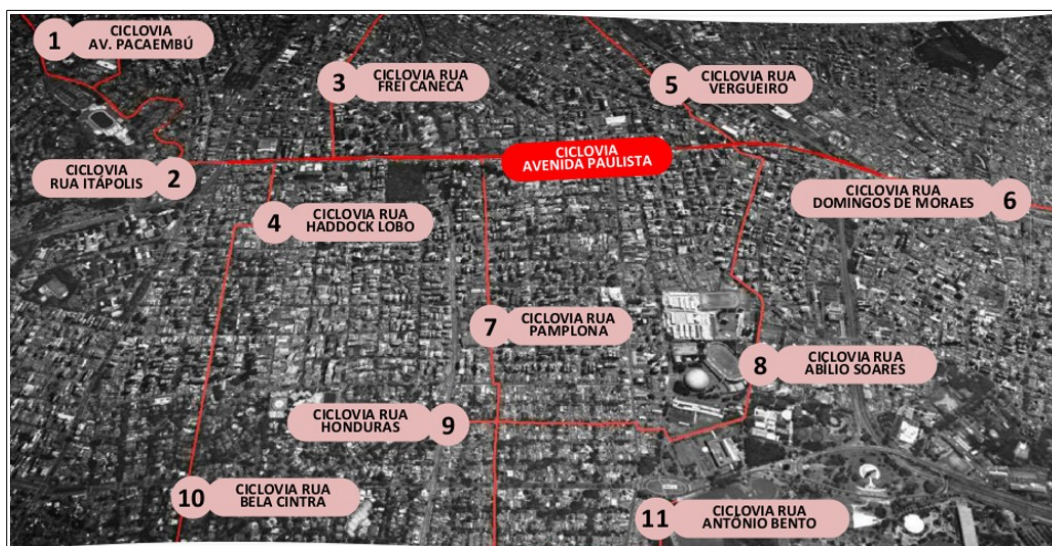 1
CICLOVIA
AV. PACAEMBÚ
3
CICLOVIA RUA
FREI CANECA
5
CICLOVIA RUA
VERGUEIRO
CICLOVIA
AVENIDA PAULISTA
CICLOVIA
RUA ITÁPOLIS
2
CICLOVIA RUA
DOMINGOS DE MORAES
6
4
CICLOVIA RUA
HADDOCK LOBO
7
CICLOVIA RUA
PAMPLONA
8
CICLOVIA RUA
ABÍLIO SOARES
CICLOVIA RUA
HONDURAS
9
10
CICLOVIA RUA
BELA CINTRA
11
CICLOVIA RUA
ANTÔNIO BENTO